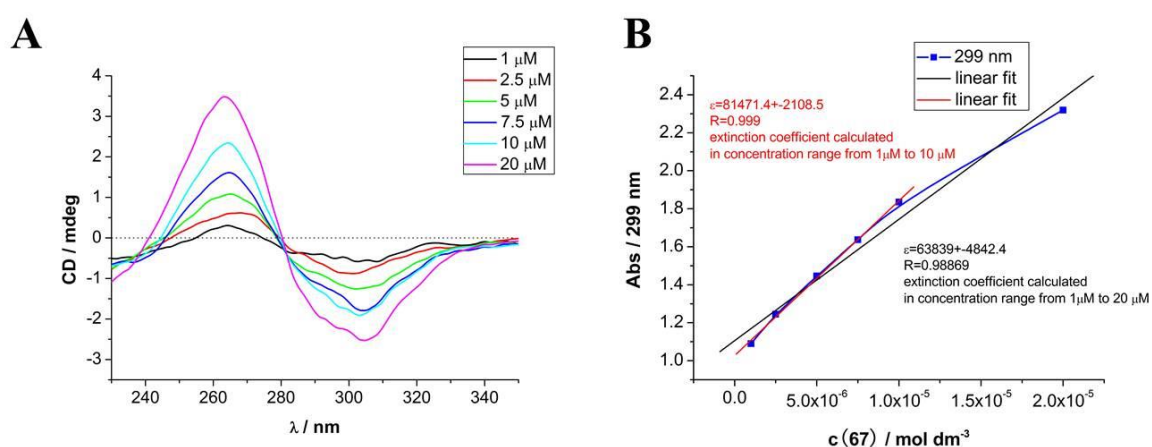 A
1 μM
2.5 μM
5 μM
7.5 μM
10 μM
20 μM
4
3
2
1
0
-1
-2
-3
CD / mdeg
240
260
280
300
320
340
λ / nm
B
299 nm
linear fit
linear fit
ε=81471.4+-2108.5
R=0.999
extinction coefficient calculated
in concentration range from 1μM to 10 μM
ε=63839+-4842.4
R=0.98869
extinction coefficient calculated
in concentration range from 1μM to 20 μM
2.4
2.2
2.0
1.8
1.6
1.4
1.2
1.0
Abs / 299 nm
0.0
5.0x10⁻⁶
1.0x10⁻⁵
1.5x10⁻⁵
2.0x10⁻⁵
c(67) / mol dm⁻³